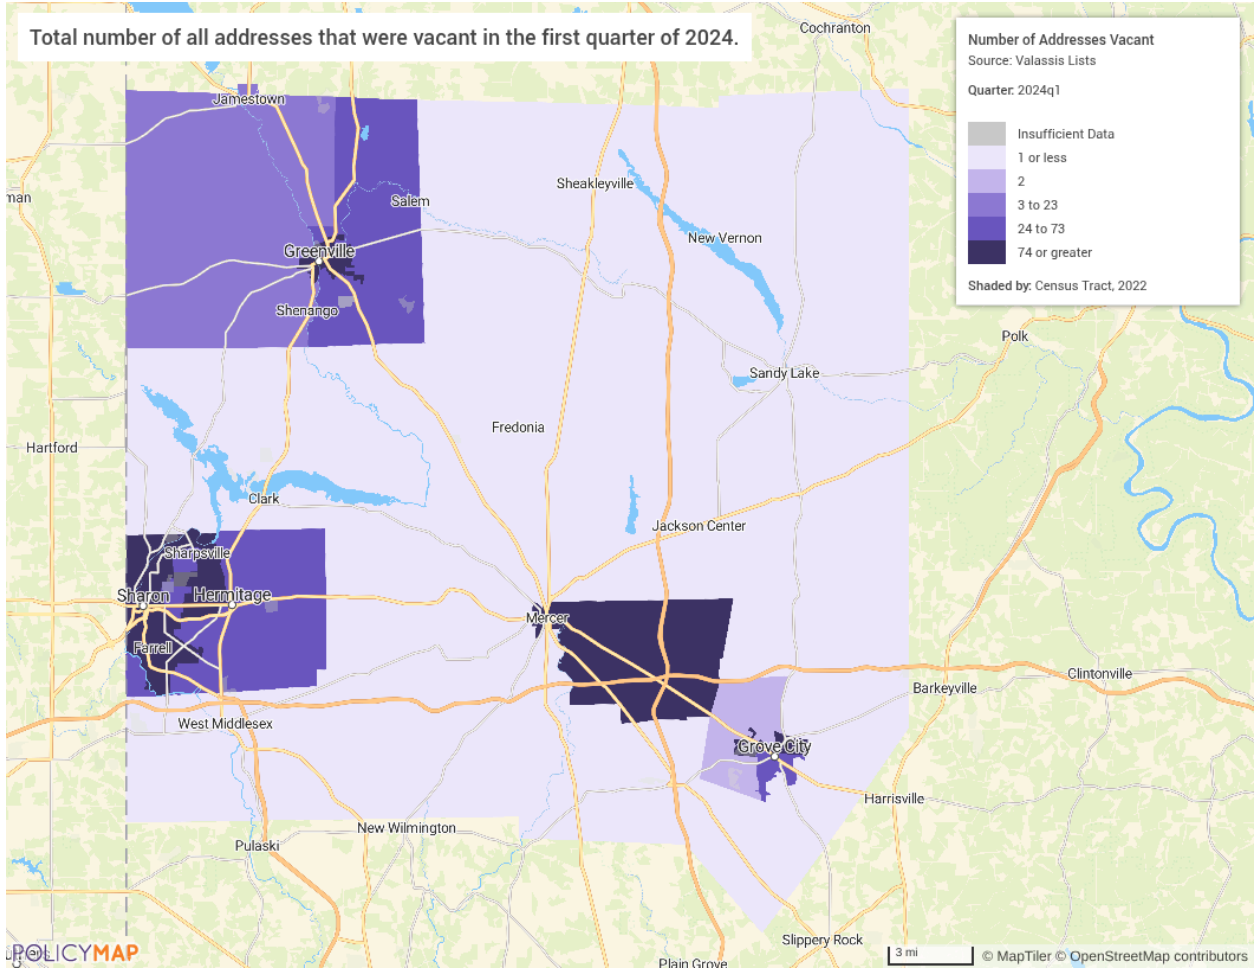 Total number of all addresses that were vacant in the first quarter of 2024.
Cochranton
Number of Addresses Vacant
Source: Valassis Lists
Quarter: 2024q1
Insufficient Data
1 or less
2
3 to 23
24 to 73
74 or greater
Shaded by: Census Tract, 2022
Jamestown
Sheakleyville
man
Salem
New Vernon
Greenville
Shenango
Polk
Sandy Lake
Fredonia
Hartford
Clark
Jackson Center
Sharpsville
Sharon
Hermitage
Mercer
Farrell
Clintonville
Barkeyville
West Middlesex
Grove City
Harrisville
New Wilmington
Pulaski
Slippery Rock
POLICYMAP
3 mi
© MapTiler © OpenStreetMap contributors
Plain Grove